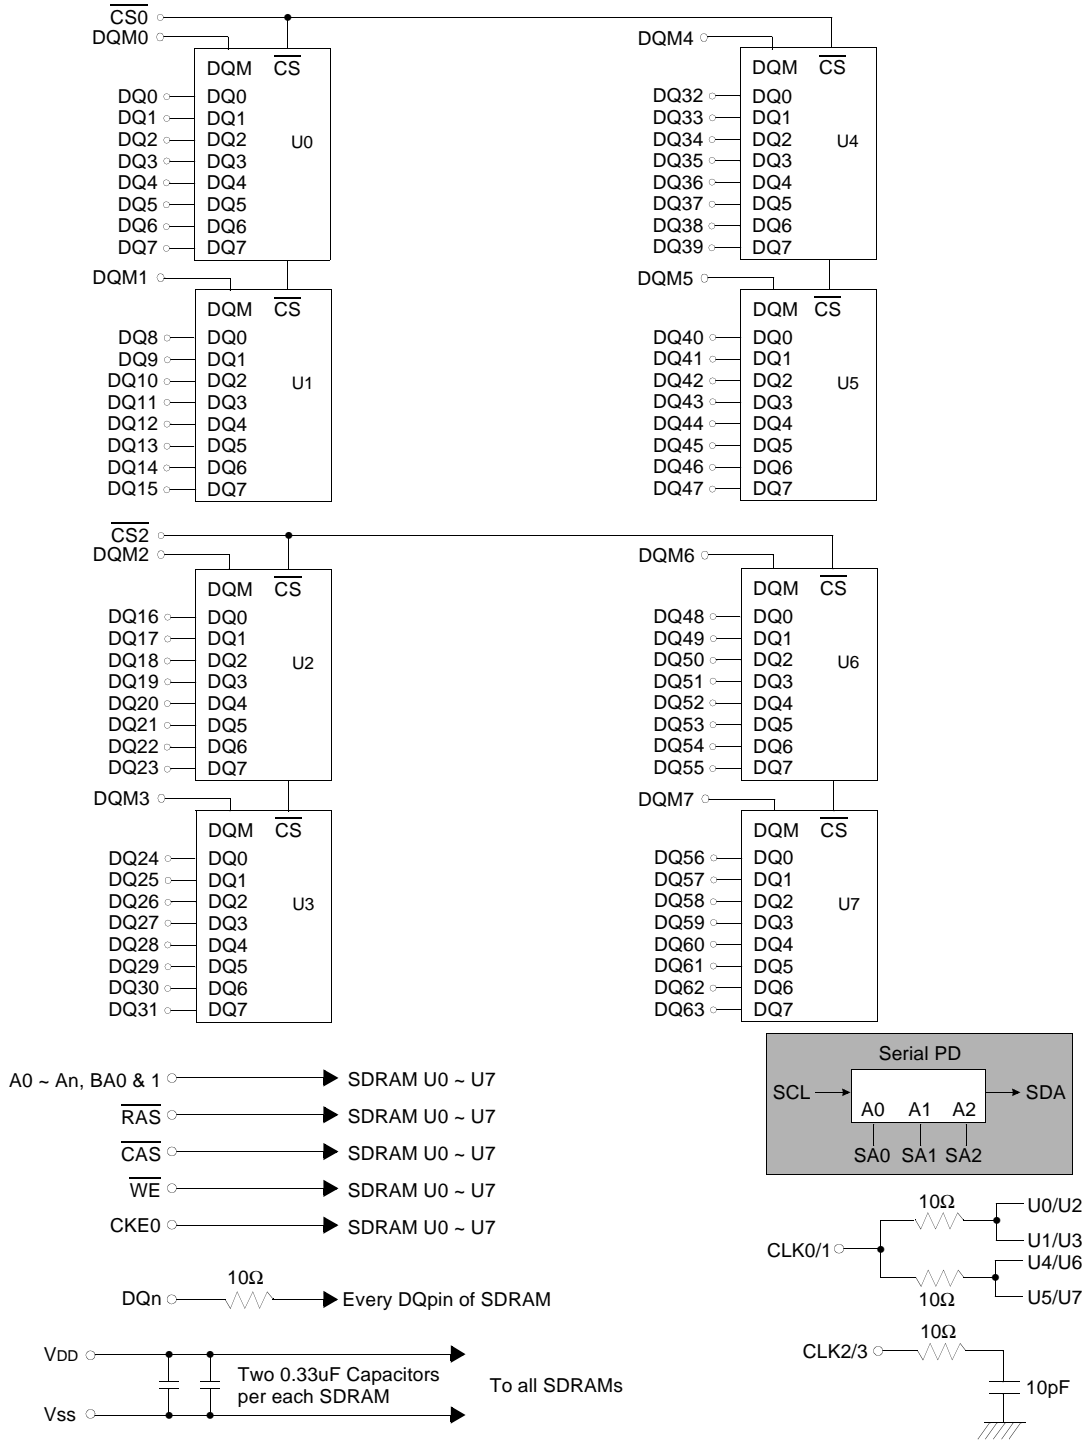 CS0
DQM0
DQM CS
DQ0 DQ0
DQ1 DQ1
DQ2 DQ2
DQ3 DQ3
DQ4 DQ4
DQ5 DQ5
DQ6 DQ6
DQ7 DQ7
U0
DQM4
DQM CS
DQ32 DQ0
DQ33 DQ1
DQ34 DQ2
DQ35 DQ3
DQ36 DQ4
DQ37 DQ5
DQ38 DQ6
DQ39 DQ7
U4
DQM1
DQM CS
DQ8 DQ0
DQ9 DQ1
DQ10 DQ2
DQ11 DQ3
DQ12 DQ4
DQ13 DQ5
DQ14 DQ6
DQ15 DQ7
U1
DQM5
DQM CS
DQ40 DQ0
DQ41 DQ1
DQ42 DQ2
DQ43 DQ3
DQ44 DQ4
DQ45 DQ5
DQ46 DQ6
DQ47 DQ7
U5
CS2
DQM2
DQM CS
DQ16 DQ0
DQ17 DQ1
DQ18 DQ2
DQ19 DQ3
DQ20 DQ4
DQ21 DQ5
DQ22 DQ6
DQ23 DQ7
U2
DQM6
DQM CS
DQ48 DQ0
DQ49 DQ1
DQ50 DQ2
DQ51 DQ3
DQ52 DQ4
DQ53 DQ5
DQ54 DQ6
DQ55 DQ7
U6
DQM3
DQM CS
DQ24 DQ0
DQ25 DQ1
DQ26 DQ2
DQ27 DQ3
DQ28 DQ4
DQ29 DQ5
DQ30 DQ6
DQ31 DQ7
U3
DQM7
DQM CS
DQ56 DQ0
DQ57 DQ1
DQ58 DQ2
DQ59 DQ3
DQ60 DQ4
DQ61 DQ5
DQ62 DQ6
DQ63 DQ7
U7
A0 ~ An, BA0 & 1 SDRAM U0 ~ U7
RAS SDRAM U0 ~ U7
CAS SDRAM U0 ~ U7
WE SDRAM U0 ~ U7
CKE0 SDRAM U0 ~ U7
10Ω
DQn Every DQpin of SDRAM
VDD
Two 0.33uF Capacitors
per each SDRAM
Vss
To all SDRAMs
Serial PD
SCL SDA
A0 A1 A2
SA0 SA1 SA2
10Ω
U0/U2
U1/U3
CLK0/1
U4/U6
U5/U7
10Ω
10Ω
CLK2/3
10pF